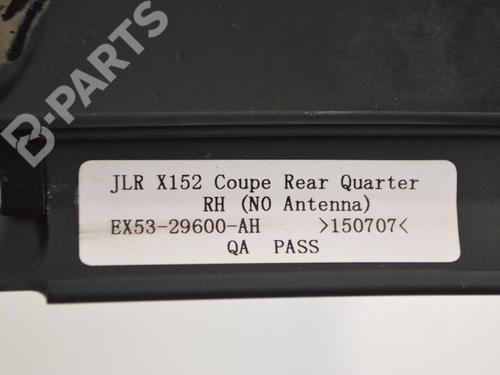 B-PARTS
JLR X152 Coupe Rear Quarter
RH (NO Antenna)
EX53-29600-AH >150707<
QA PASS